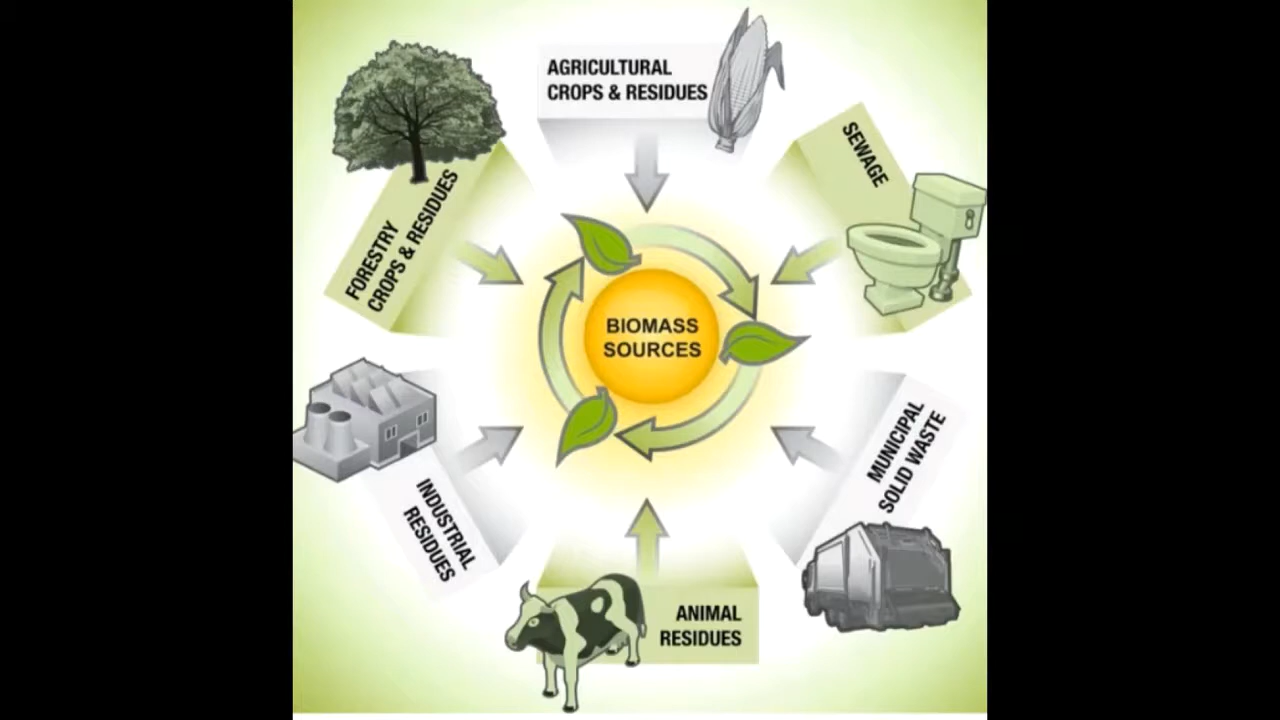 AGRICULTURAL
CROPS & RESIDUES
SEWAGE
FORESTRY
CROPS & RESIDUES
BIOMASS
SOURCES
MUNICIPAL
SOLID WASTE
INDUSTRIAL
RESIDUES
ANIMAL
RESIDUES